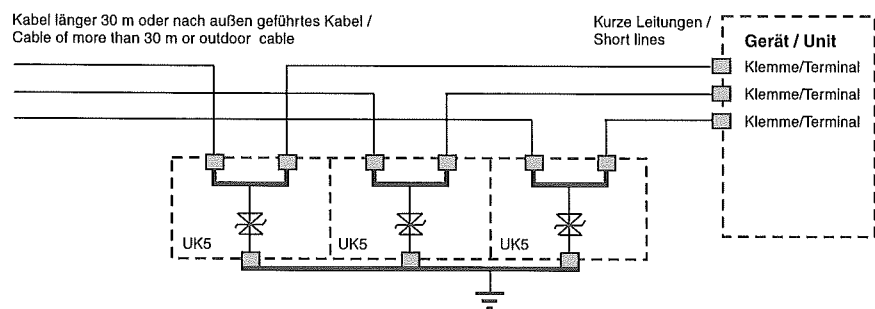 Kabel länger 30 m oder nach außen geführtes Kabel /
Cable of more than 30 m or outdoor cable
Kurze Leitungen /
Short lines
Gerät / Unit
Klemme/Terminal
Klemme/Terminal
Klemme/Terminal
UK5
UK5
UK5